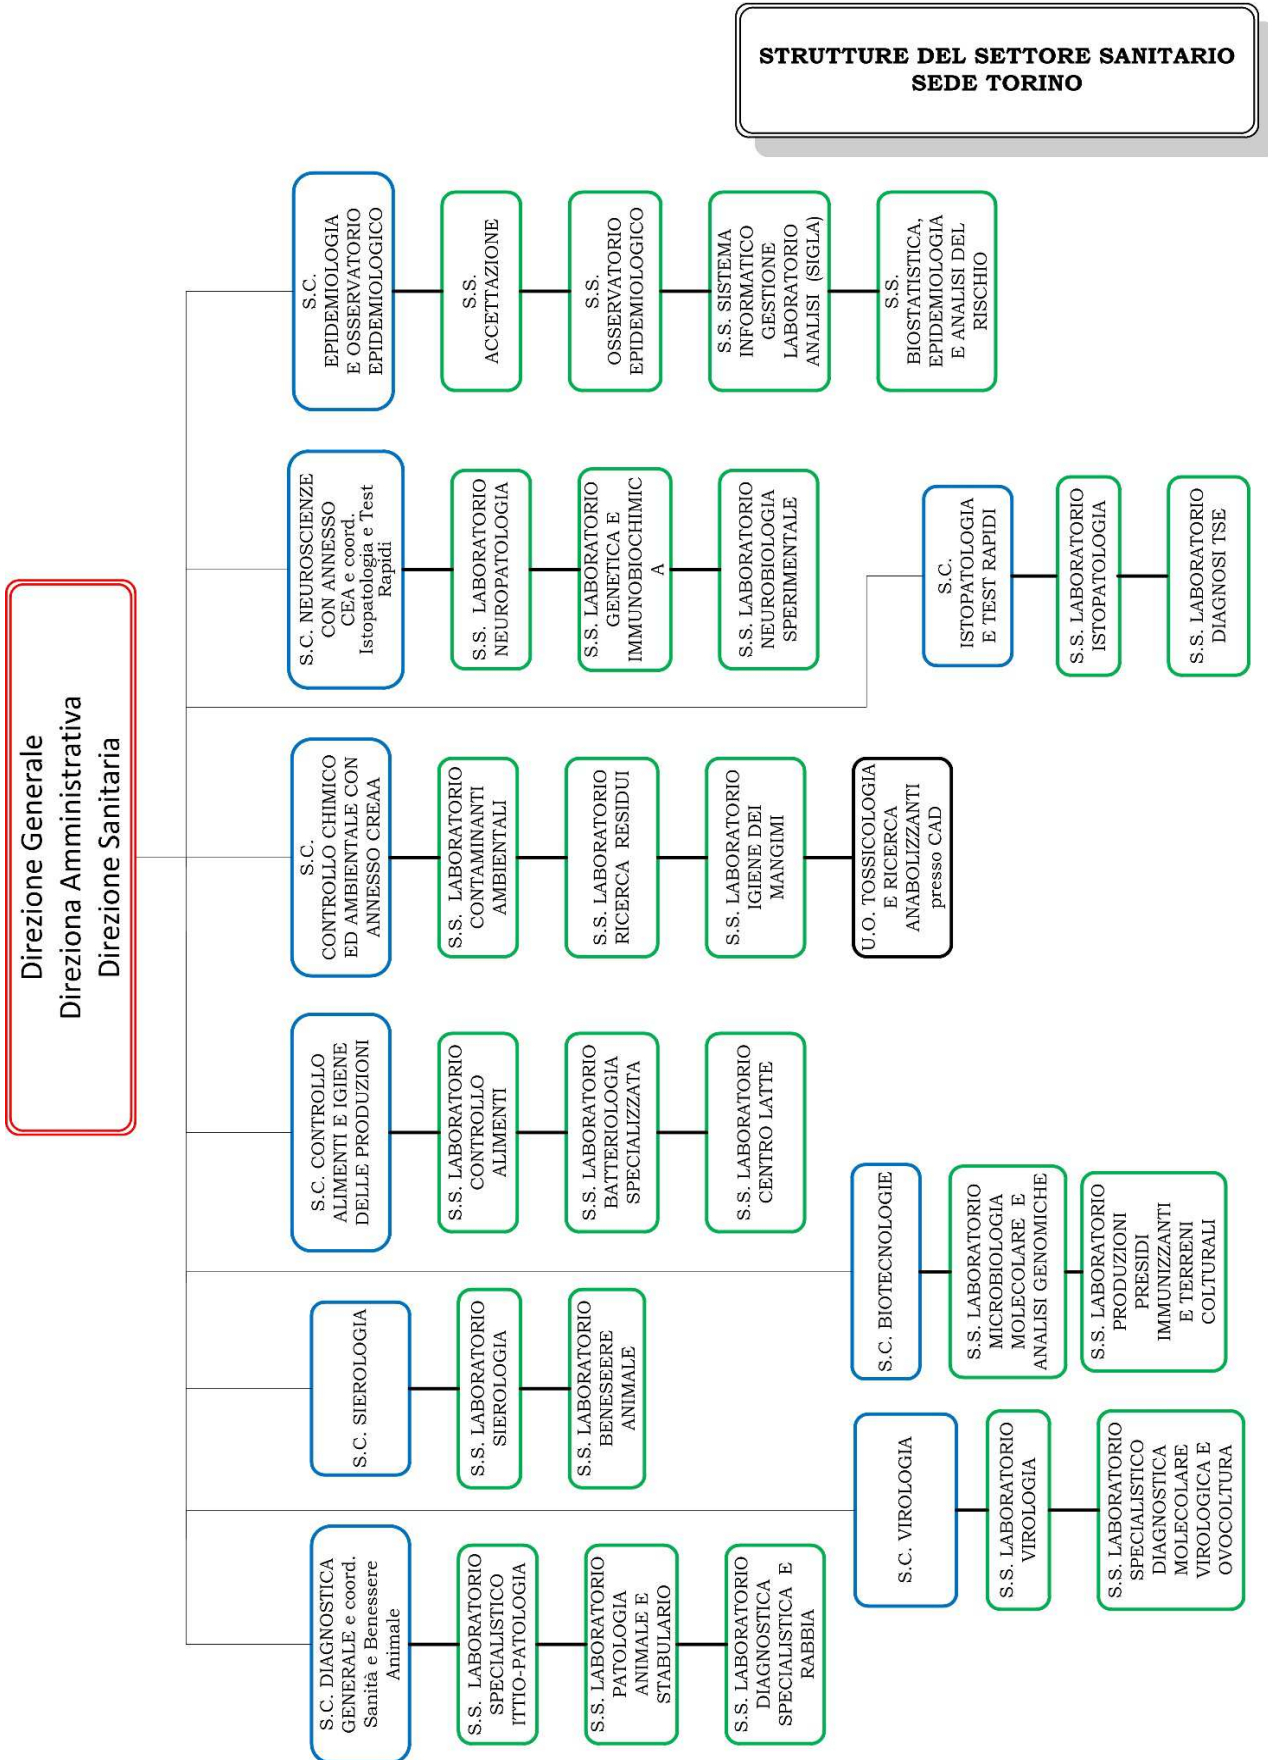 STRUTTURE DEL SETTORE SANITARIO
SEDE TORINO
Direzione Generale
Direziona Amministrativa
Direzione Sanitaria
S.C. DIAGNOSTICA
GENERALE e coord.
Sanità e Benessere
Animale
S.S. LABORATORIO
SPECIALISTICO
ITTIO-PATOLOGIA
S.S. LABORATORIO
PATOLOGIA
ANIMALE E
STABULARIO
S.S. LABORATORIO
DIAGNOSTICA
SPECIALISTICA E
RABBIA
S.C. VIROLOGIA
S.S. LABORATORIO
VIROLOGIA
S.S. LABORATORIO
SPECIALISTICO
DIAGNOSTICA
MOLECOLARE
VIROLOGICA E
OVOCOLTURA
S.C. SIEROLOGIA
S.S. LABORATORIO
SIEROLOGIA
S.S. LABORATORIO
BENESEERE
ANIMALE
S.C. BIOTECNOLOGIE
S.S. LABORATORIO
MICROBIOLOGIA
MOLECOLARE E
ANALISI GENOMICHE
S.S. LABORATORIO
PRODUZIONI
PRESIDI
IMMUNIZZANTI
E TERRENI
COLTURALI
S.C. CONTROLLO
ALIMENTI E IGIENE
DELLE PRODUZIONI
S.S. LABORATORIO
CONTROLLO
ALIMENTI
S.S. LABORATORIO
BATTERIOLOGIA
SPECIALIZZATA
S.S. LABORATORIO
CENTRO LATTE
S.C.
CONTROLLO CHIMICO
ED AMBIENTALE CON
ANNESSO CREAA
S.S. LABORATORIO
CONTAMINANTI
AMBIENTALI
S.S. LABORATORIO
RICERCA RESIDUI
S.S. LABORATORIO
IGIENE DEI
MANGIMI
U.O. TOSSICOLOGIA
E RICERCA
ANABOLIZZANTI
presso CAD
S.C. NEUROSCIENZE
CON ANNESSO
CEA e coord.
Istopatologia e Test
Rapidi
S.S. LABORATORIO
NEUROPATOLOGIA
S.S. LABORATORIO
GENETICA E
IMMUNOBIOCHIMIC
A
S.S. LABORATORIO
NEUROBIOLOGIA
SPERIMENTALE
S.C.
ISTOPATOLOGIA
E TEST RAPIDI
S.S. LABORATORIO
ISTOPATOLOGIA
S.S. LABORATORIO
DIAGNOSI TSE
S.C.
EPIDEMIOLOGIA
E OSSERVATORIO
EPIDEMIOLOGICO
S.S.
ACCETTAZIONE
S.S.
OSSERVATORIO
EPIDEMIOLOGICO
S.S. SISTEMA
INFORMATICO
GESTIONE
LABORATORIO
ANALISI (SIGLA)
S.S.
BIOSTATISTICA,
EPIDEMIOLOGIA
E ANALISI DEL
RISCHIO